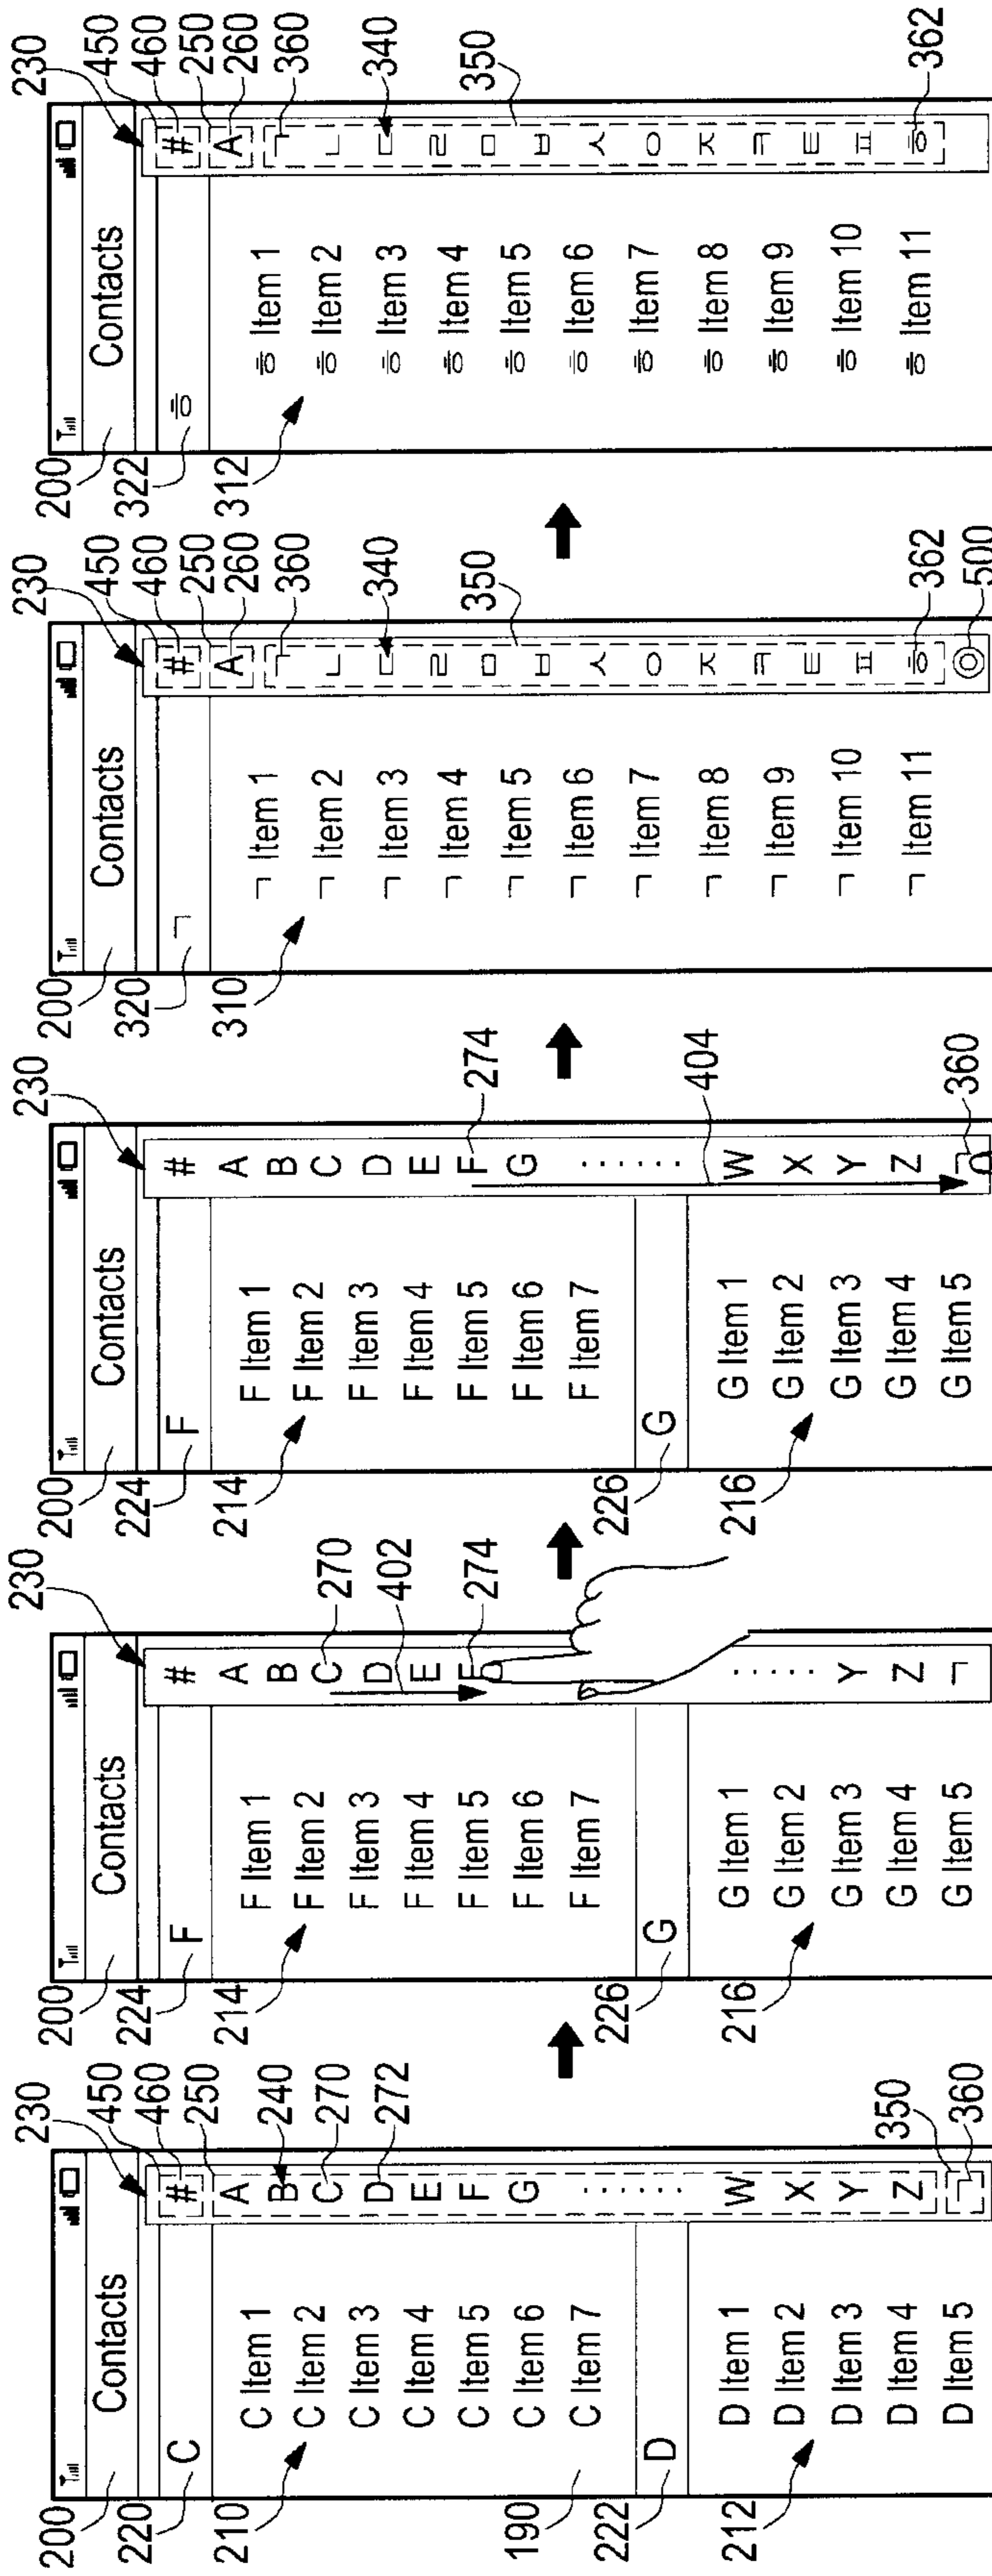 230
200 Contacts 450
460
220 C # 250
A 240
210 C Item 1 B 270
C Item 2 C 272
C Item 3 D
C Item 4 E
C Item 5 F
C Item 6 G
190 C Item 7 ......
222 D W
212 D Item 1 X
D Item 2 Y
D Item 3 Z
D Item 4 350
D Item 5 ㄱ 360
230
200 Contacts
224 F #
A
214 F Item 1 B
F Item 2 C 270
F Item 3 D 402
F Item 4 E
F Item 5 F 274
F Item 6
F Item 7
226 G
216 G Item 1 .....
G Item 2
G Item 3 Y
G Item 4 Z
G Item 5 ㄱ
230
200 Contacts
224 F #
A
214 F Item 1 B
F Item 2 C
F Item 3 D
F Item 4 E
F Item 5 F 274
F Item 6 G
F Item 7 ......
226 G W 404
216 G Item 1 X
G Item 2 Y
G Item 3 Z
G Item 4
G Item 5 ㄱ 360
230
200 Contacts 450
460
320 ㄱ # 250
A 260
310 ㄱ Item 1 ㄱ 360
ㄱ Item 2
ㄱ Item 3 ㄷ 340
ㄱ Item 4 ㄹ
ㄱ Item 5 ㅁ 350
ㄱ Item 6 ㅂ
ㄱ Item 7 ㅅ
ㄱ Item 8 ㅇ
ㄱ Item 9 ㅈ
ㄱ Item 10 ㅌ
ㄱ Item 11 ㅍ
ㅎ 362
500
230
200 Contacts 450
460
322 ㅎ # 250
A 260
312 ㅎ Item 1 ㄱ 360
ㅎ Item 2
ㅎ Item 3 ㄷ 340
ㅎ Item 4 ㄹ
ㅎ Item 5 ㅁ 350
ㅎ Item 6 ㅂ
ㅎ Item 7 ㅅ
ㅎ Item 8 ㅇ
ㅎ Item 9 ㅈ
ㅎ Item 10 ㅌ
ㅎ Item 11 ㅍ
ㅎ 362